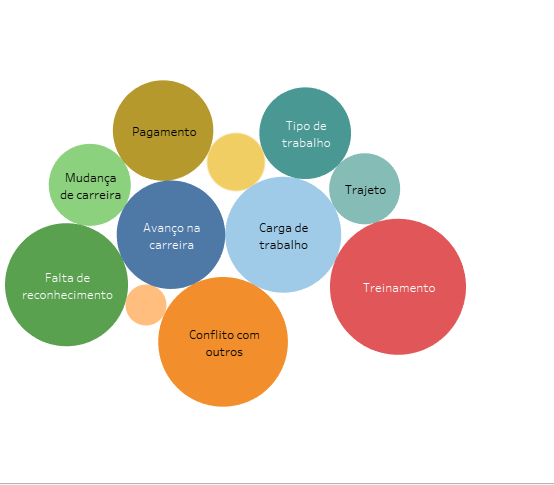 Pagamento
Tipo de
trabalho
Mudança
de carreira
Trajeto
Avanço na
carreira
Carga de
trabalho
Falta de
reconhecimento
Treinamento
Conflito com
outros